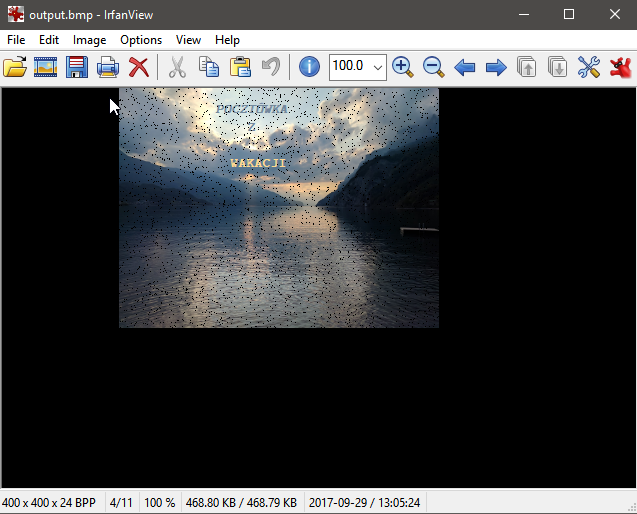 output.bmp - IrfanView
File Edit Image Options View Help
100.0
POCZTOWKA
Z
WAKACJI
400 x 400 x 24 BPP 4/11 100 % 468.80 KB / 468.79 KB 2017-09-29 / 13:05:24